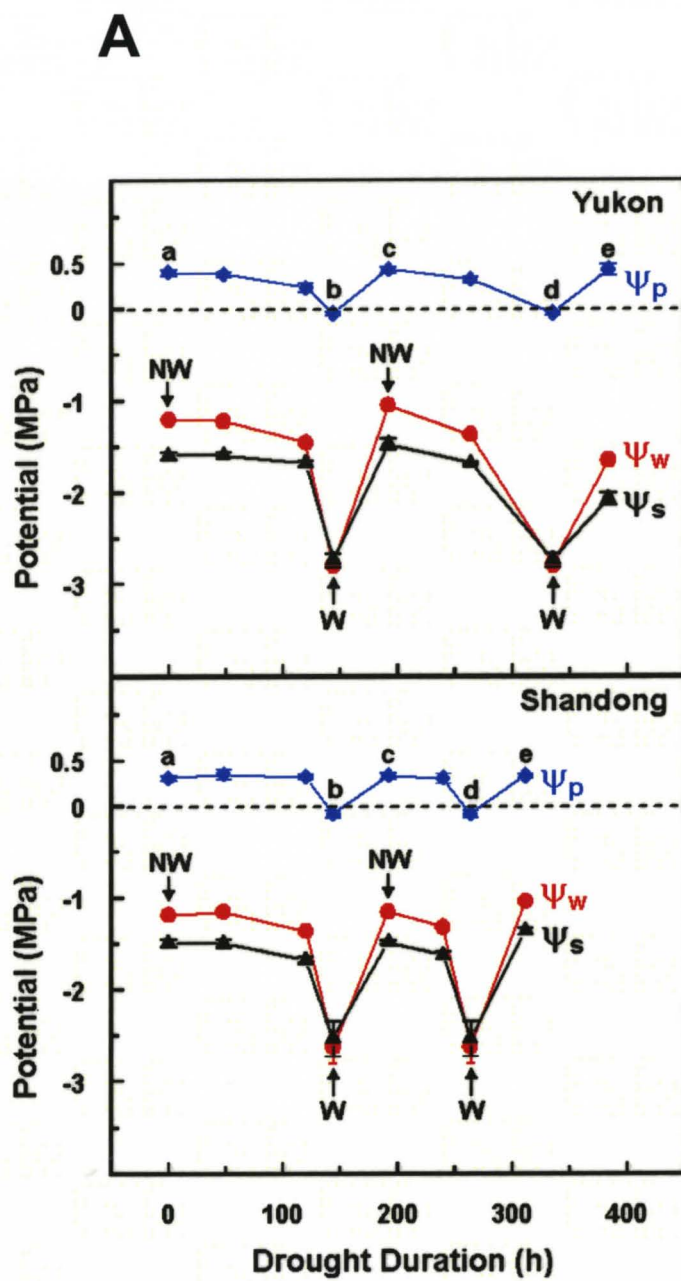 A
Yukon
0.5
a
b
c
d
e
Ψp
0
NW
NW
-1
Ψw
-2
Ψs
-3
W
W
Potential (MPa)
Shandong
0.5
a
b
c
d
e
Ψp
0
NW
NW
-1
Ψw
Ψs
-2
-3
W
W
Potential (MPa)
0 100 200 300 400
Drought Duration (h)